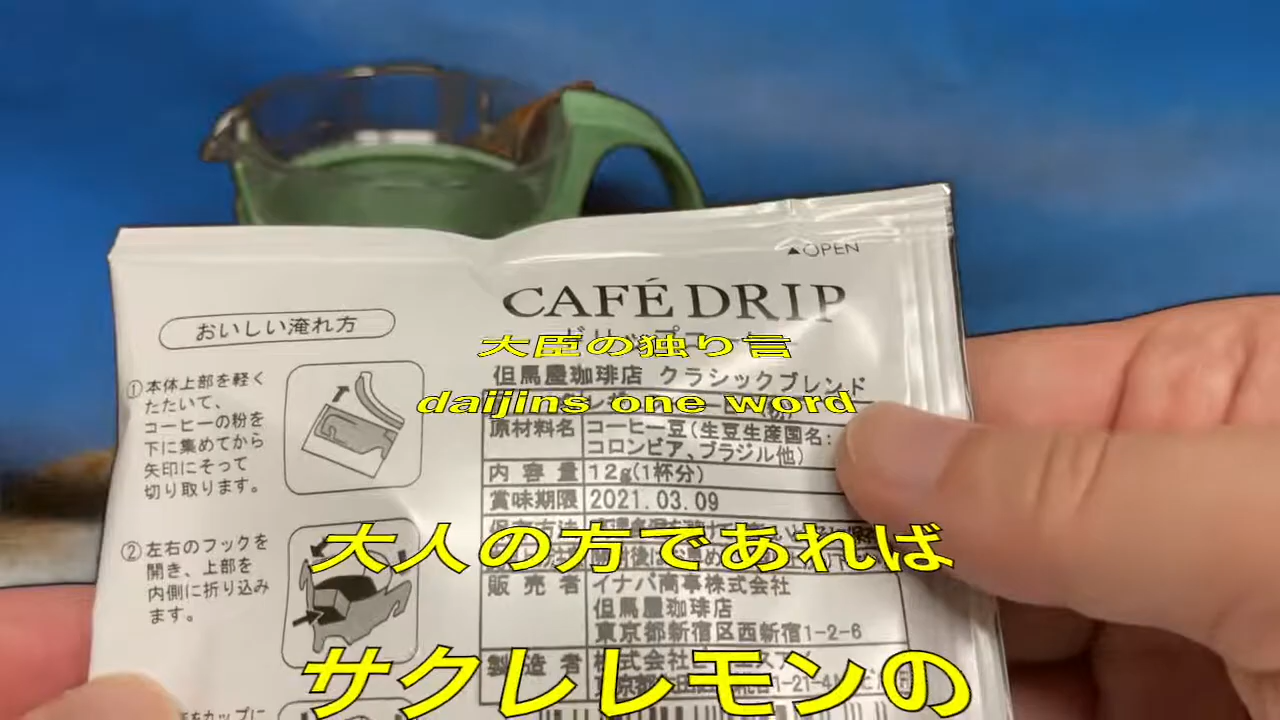 ▲OPEN
CAFÉ DRIP
おいしい淹れ方
①本体上部を軽く
たたいて、
コーヒーの粉を
下に集めてから
矢印にそって
切り取ります。
②左右のフックを
開き、上部を
内側に折り込み
ます。
大臣の独り言
但馬屋珈琲店 クラシックブレンド
daijins one word
原材料名 コーヒー豆(生豆生産国名:
コロンビア、ブラジル他)
内容量 12g(1杯分)
賞味期限 2021.03.09
大人の方であれば
販売者 イナバ商事株式会社
但馬屋珈琲店
東京都新宿区西新宿1-2-6
サクレレモンの
製造者